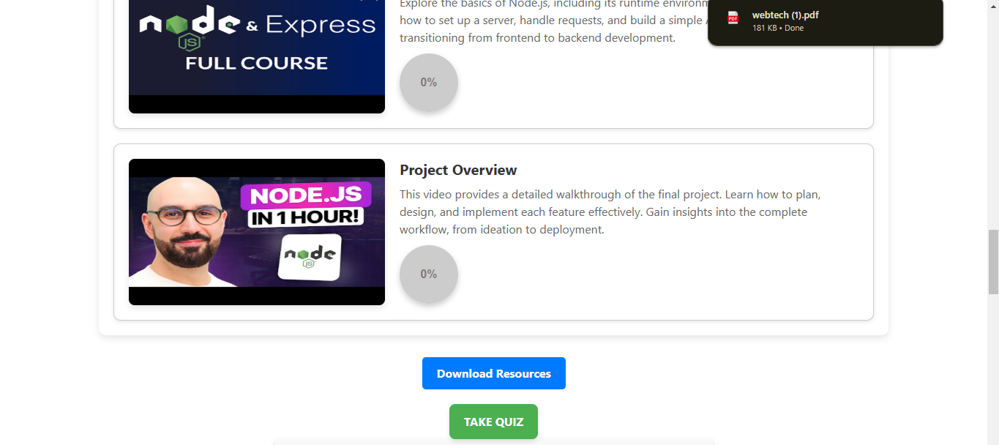 node & Express
JS
FULL COURSE
Explore the basics of Node.js, including its runtime
how to set up a server, handle requests, and build a simple
transitioning from frontend to backend development.
0%
PDF
webtech (1).pdf
181 KB • Done
NODE.JS
IN 1 HOUR!
node
JS
Project Overview
This video provides a detailed walkthrough of the final project. Learn how to plan,
design, and implement each feature effectively. Gain insights into the complete
workflow, from ideation to deployment.
0%
Download Resources
TAKE QUIZ